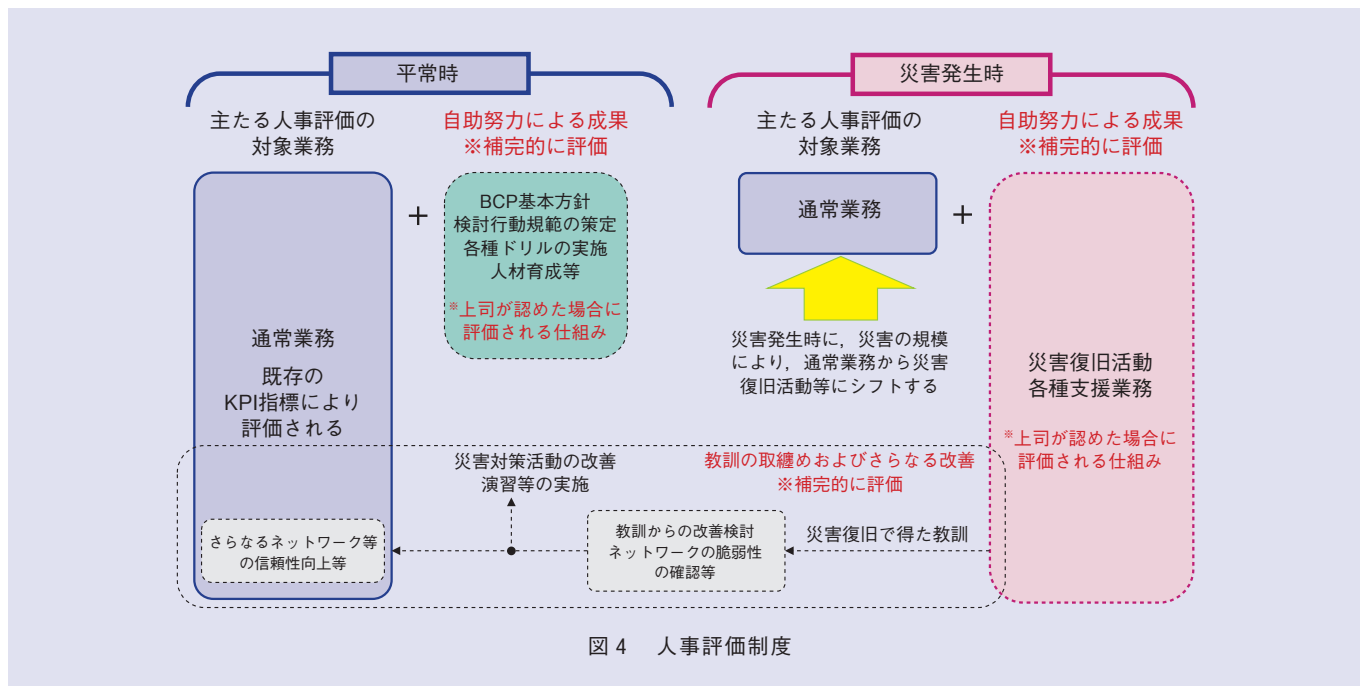 平常時
主たる人事評価の
対象業務
自助努力による成果
※補完的に評価
通常業務
既存の
KPI指標により
評価される
+
BCP基本方針
検討行動規範の策定
各種ドリルの実施
人材育成等
※上司が認めた場合に
評価される仕組み
災害発生時
主たる人事評価の
対象業務
自助努力による成果
※補完的に評価
通常業務
+
災害発生時に，災害の規模
により，通常業務から災害
復旧活動等にシフトする
災害復旧活動
各種支援業務
※上司が認めた場合に
評価される仕組み
災害対策活動の改善
演習等の実施
教訓の取纏めおよびさらなる改善
※補完的に評価
さらなるネットワーク等
の信頼性向上等
教訓からの改善検討
ネットワークの脆弱性
の確認等
災害復旧で得た教訓
図 4　人事評価制度